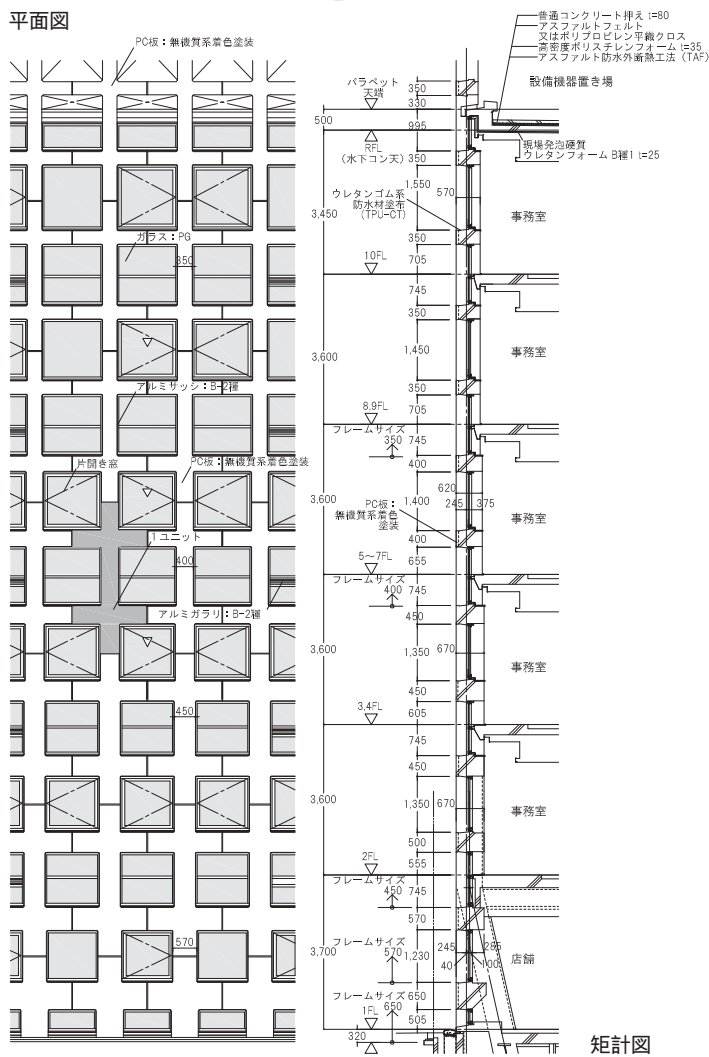 平面図
PC板：無機質系着色塗装
普通コンクリート押え t=80
アスファルトフェルト
又はポリプロピレン平織クロス
高密度ポリスチレンフォーム t=35
アスファルト防水外断熱工法 (TAF)
設備機器置き場
パラペット
天端
350
330
500
995
RFL
(水下コン天)
350
現場発泡硬質
ウレタンフォーム B種1 t=25
1,550
570
ウレタンゴム系
防水材塗布
(TPU-CT)
3,450
事務室
ガラス：PG
350
350
705
10FL
745
350
3,600
1,450
事務室
アルミサッシ：B-2種
350
705
8,9FL
フレームサイズ
350
745
400
片開き窓
PC板：無機質系着色塗装
620
245
375
3,600
1,400
PC板：
無機質系着色
塗装
事務室
1ユニット
400
400
655
5〜7FL
フレームサイズ
400
745
アルミガラリ：B-2種
450
3,600
1,350
670
事務室
450
450
605
3,4FL
745
450
3,600
1,350
670
事務室
500
555
2FL
フレームサイズ
450
745
570
570
3,700
フレームサイズ
570
1,230
245
285
40
100
店舗
フレームサイズ
650
650
1FL
505
320
矩計図